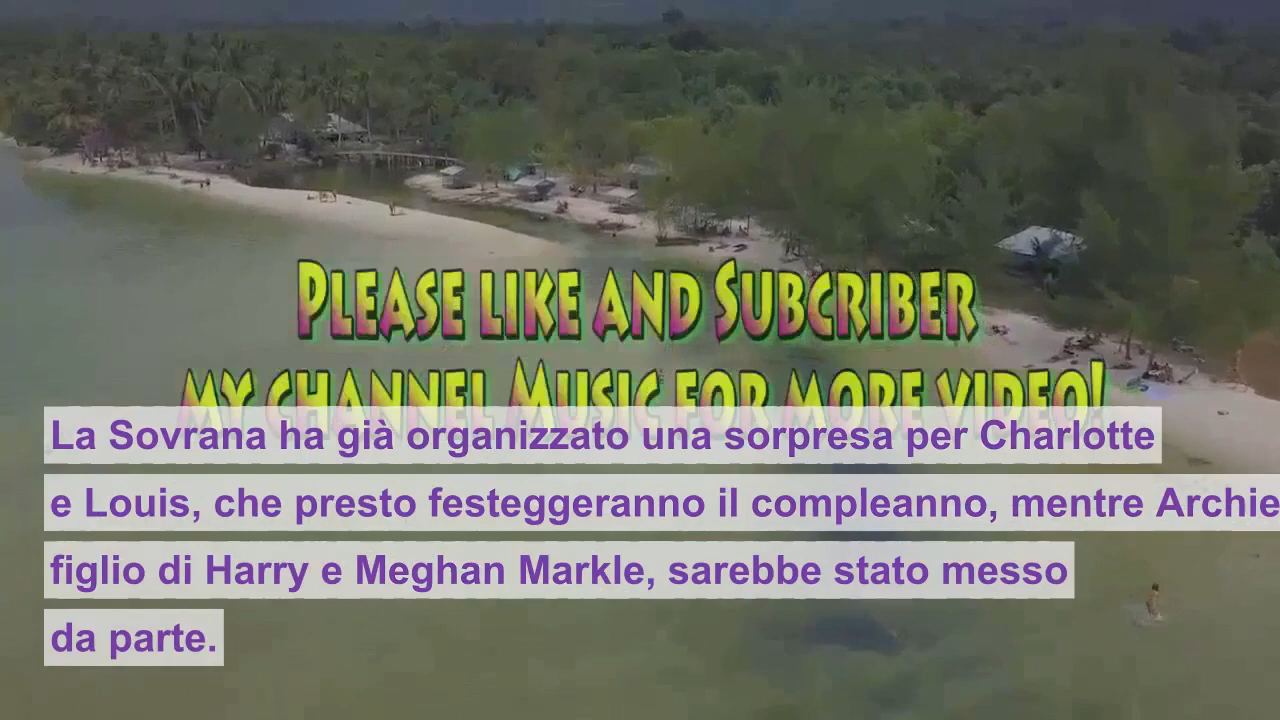 Please like and Subcriber
my channel Music for more video!
La Sovrana ha già organizzato una sorpresa per Charlotte
e Louis, che presto festeggeranno il compleanno, mentre Archie
figlio di Harry e Meghan Markle, sarebbe stato messo
da parte.